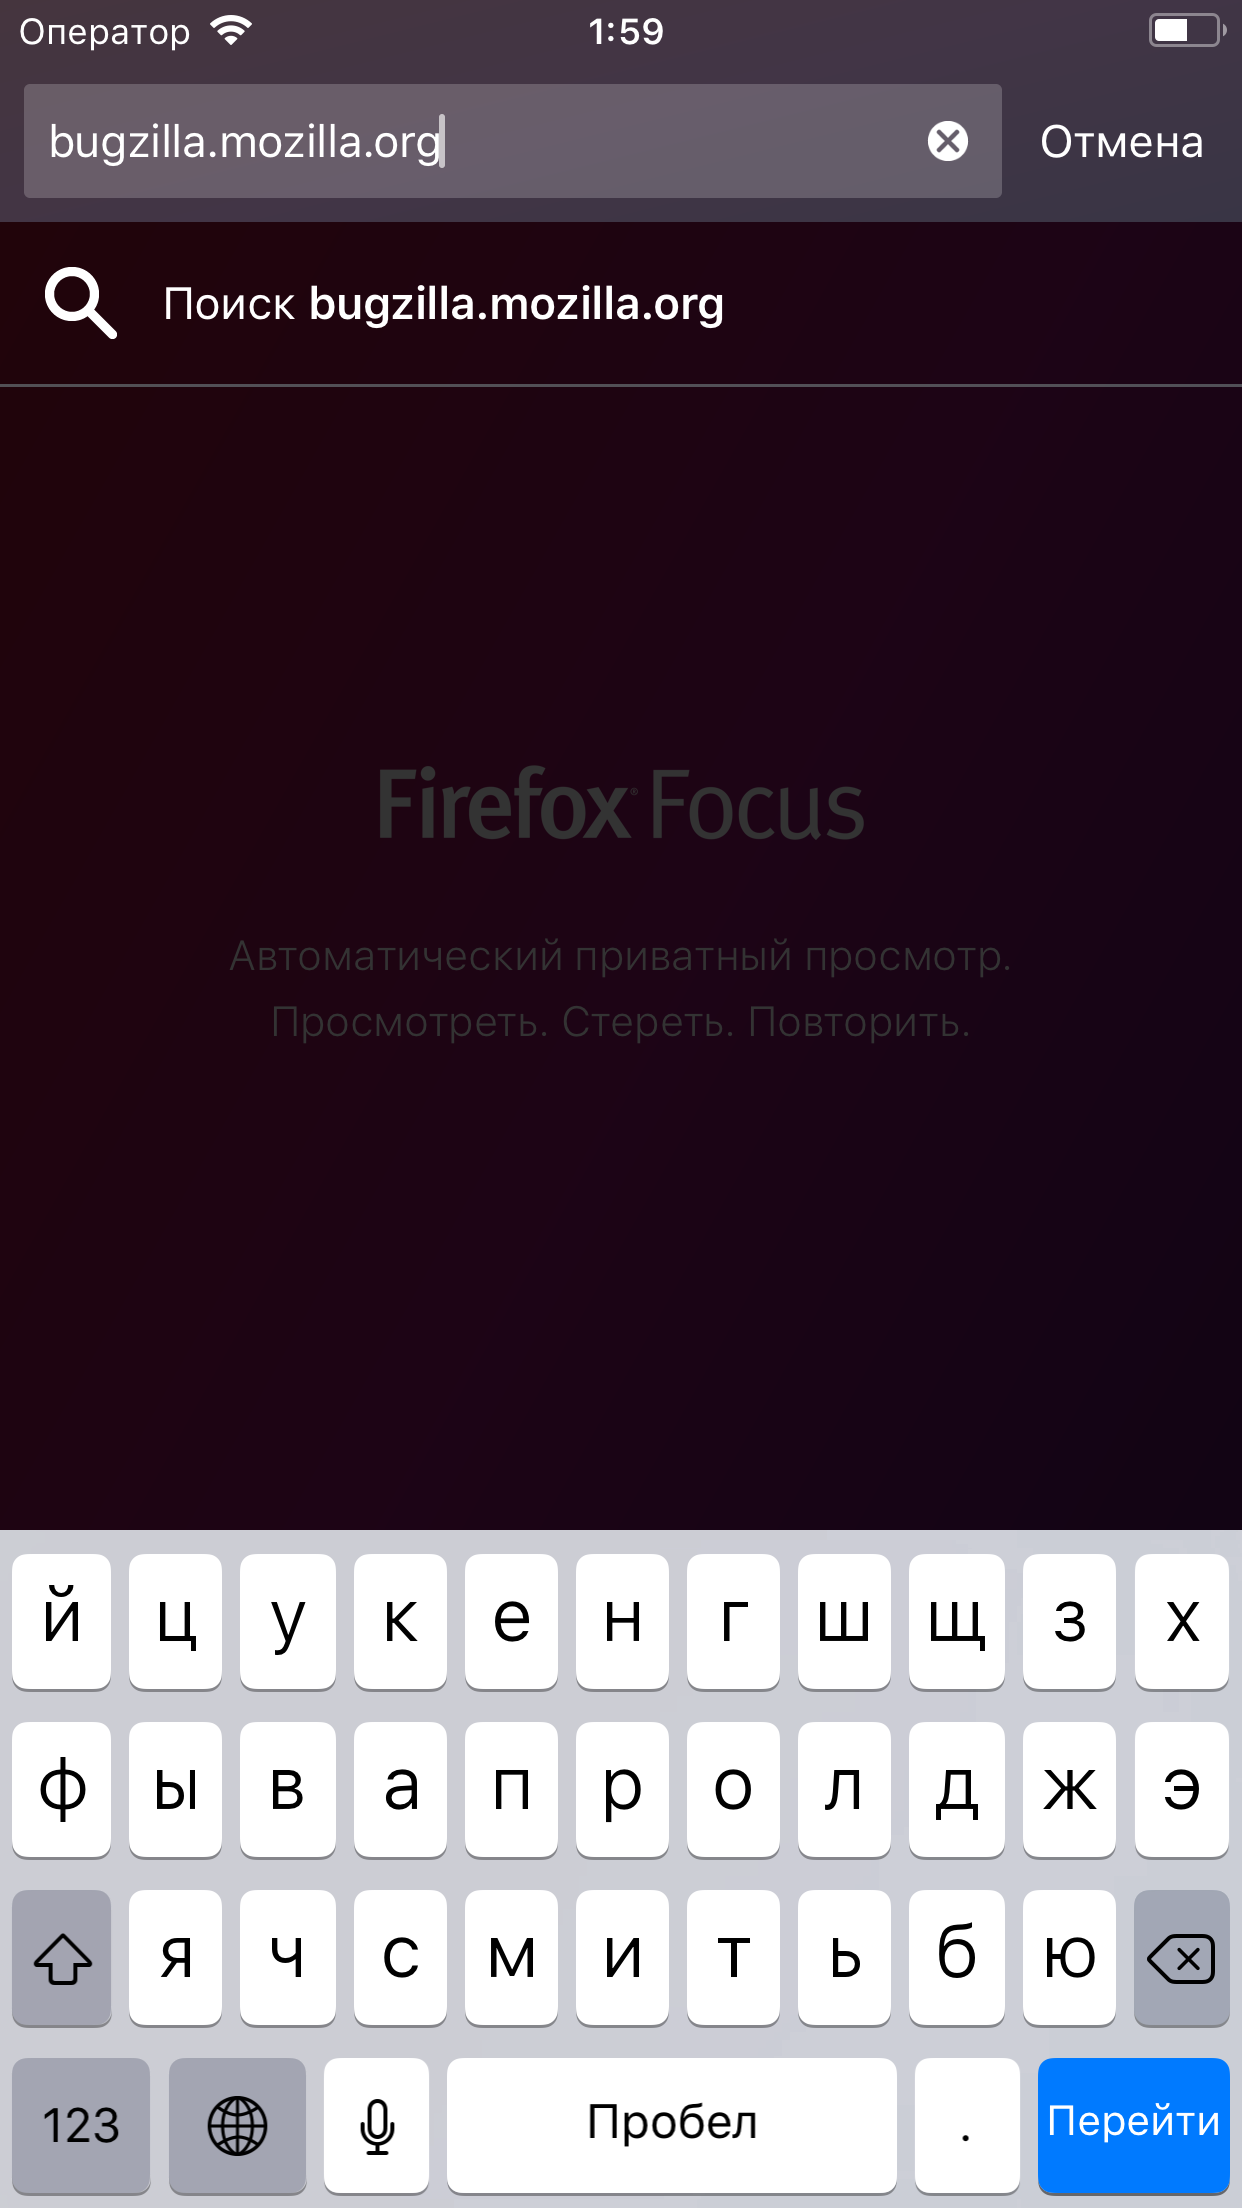 Оператор 1:59
bugzilla.mozilla.org Отмена
Поиск bugzilla.mozilla.org
Firefox® Focus
Автоматический приватный просмотр.
Просмотреть. Стереть. Повторить.
й ц у к е н г ш щ з х
ф ы в а п р о л д ж э
я ч с м и т ь б ю
123 Пробел . Перейти